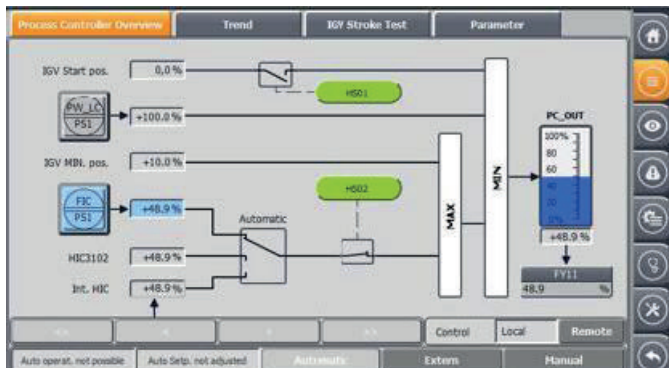 Process Controller Overview
Trend
IGV Stroke Test
Parameter
IGV Start pos.
0,0 %
HS01
PW_LC
PS1
+100.0 %
PC_OUT
100%
80
60
40
20
0%
IGV MIN. pos.
+10.0 %
HS02
MAX
MIN
FIC
PS1
+48.9 %
Automatic
+48.9 %
HIC3102
+48.9 %
FY11
48.9 %
Int. HIC
+48.9 %
<<
<
>
>>
Control
Local
Remote
Auto operat. not possible
Auto Setp. not adjusted
Automatic
Extern
Manual